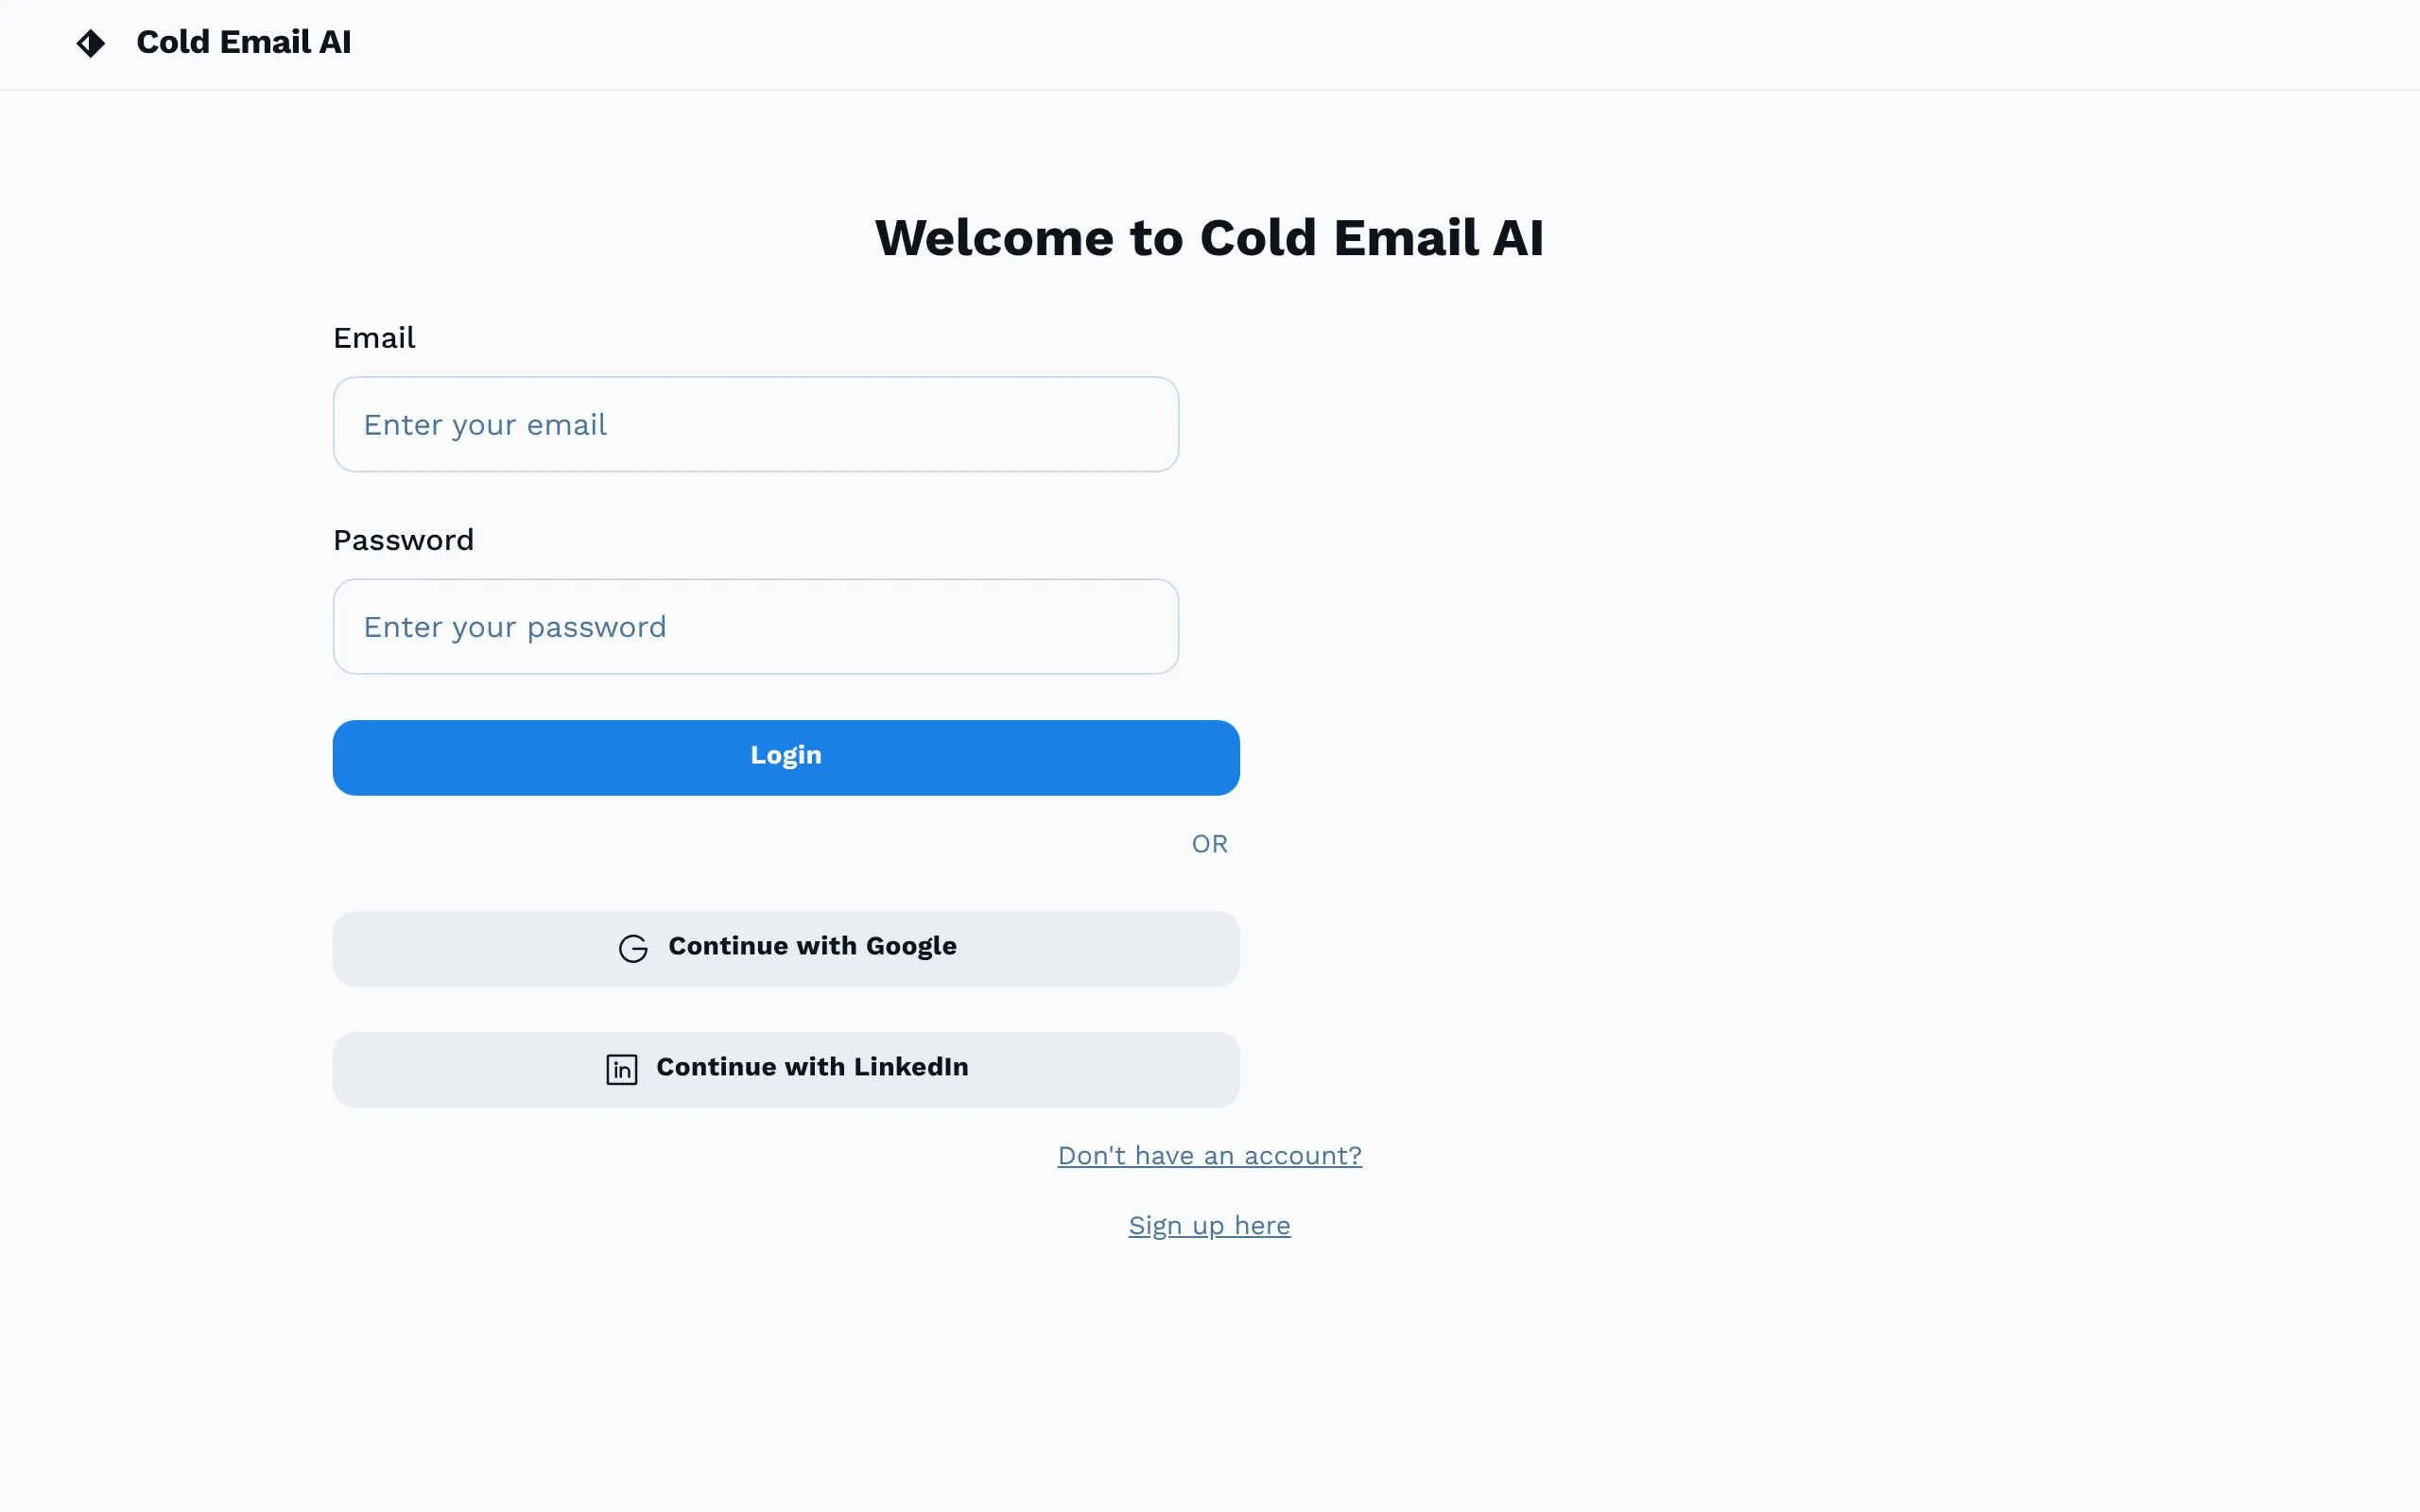 Cold Email AI
Welcome to Cold Email AI
Email
Enter your email
Password
Enter your password
Login
OR
Continue with Google
Continue with LinkedIn
Don't have an account?
Sign up here